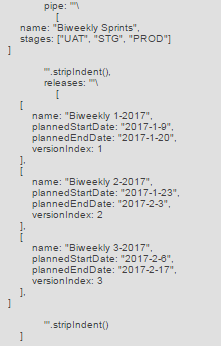 pipe: '''\
[
name: "Biweekly Sprints",
stages: ["UAT", "STG", "PROD"]
]
'''.stripIndent(),
releases: '''\
[
[
name: "Biweekly 1-2017",
plannedStartDate: "2017-1-9",
plannedEndDate: "2017-1-20",
versionIndex: 1
],
[
name: "Biweekly 2-2017",
plannedStartDate: "2017-1-23",
plannedEndDate: "2017-2-3",
versionIndex: 2
],
[
name: "Biweekly 3-2017",
plannedStartDate: "2017-2-6",
plannedEndDate: "2017-2-17",
versionIndex: 3
],
]
'''.stripIndent()
]